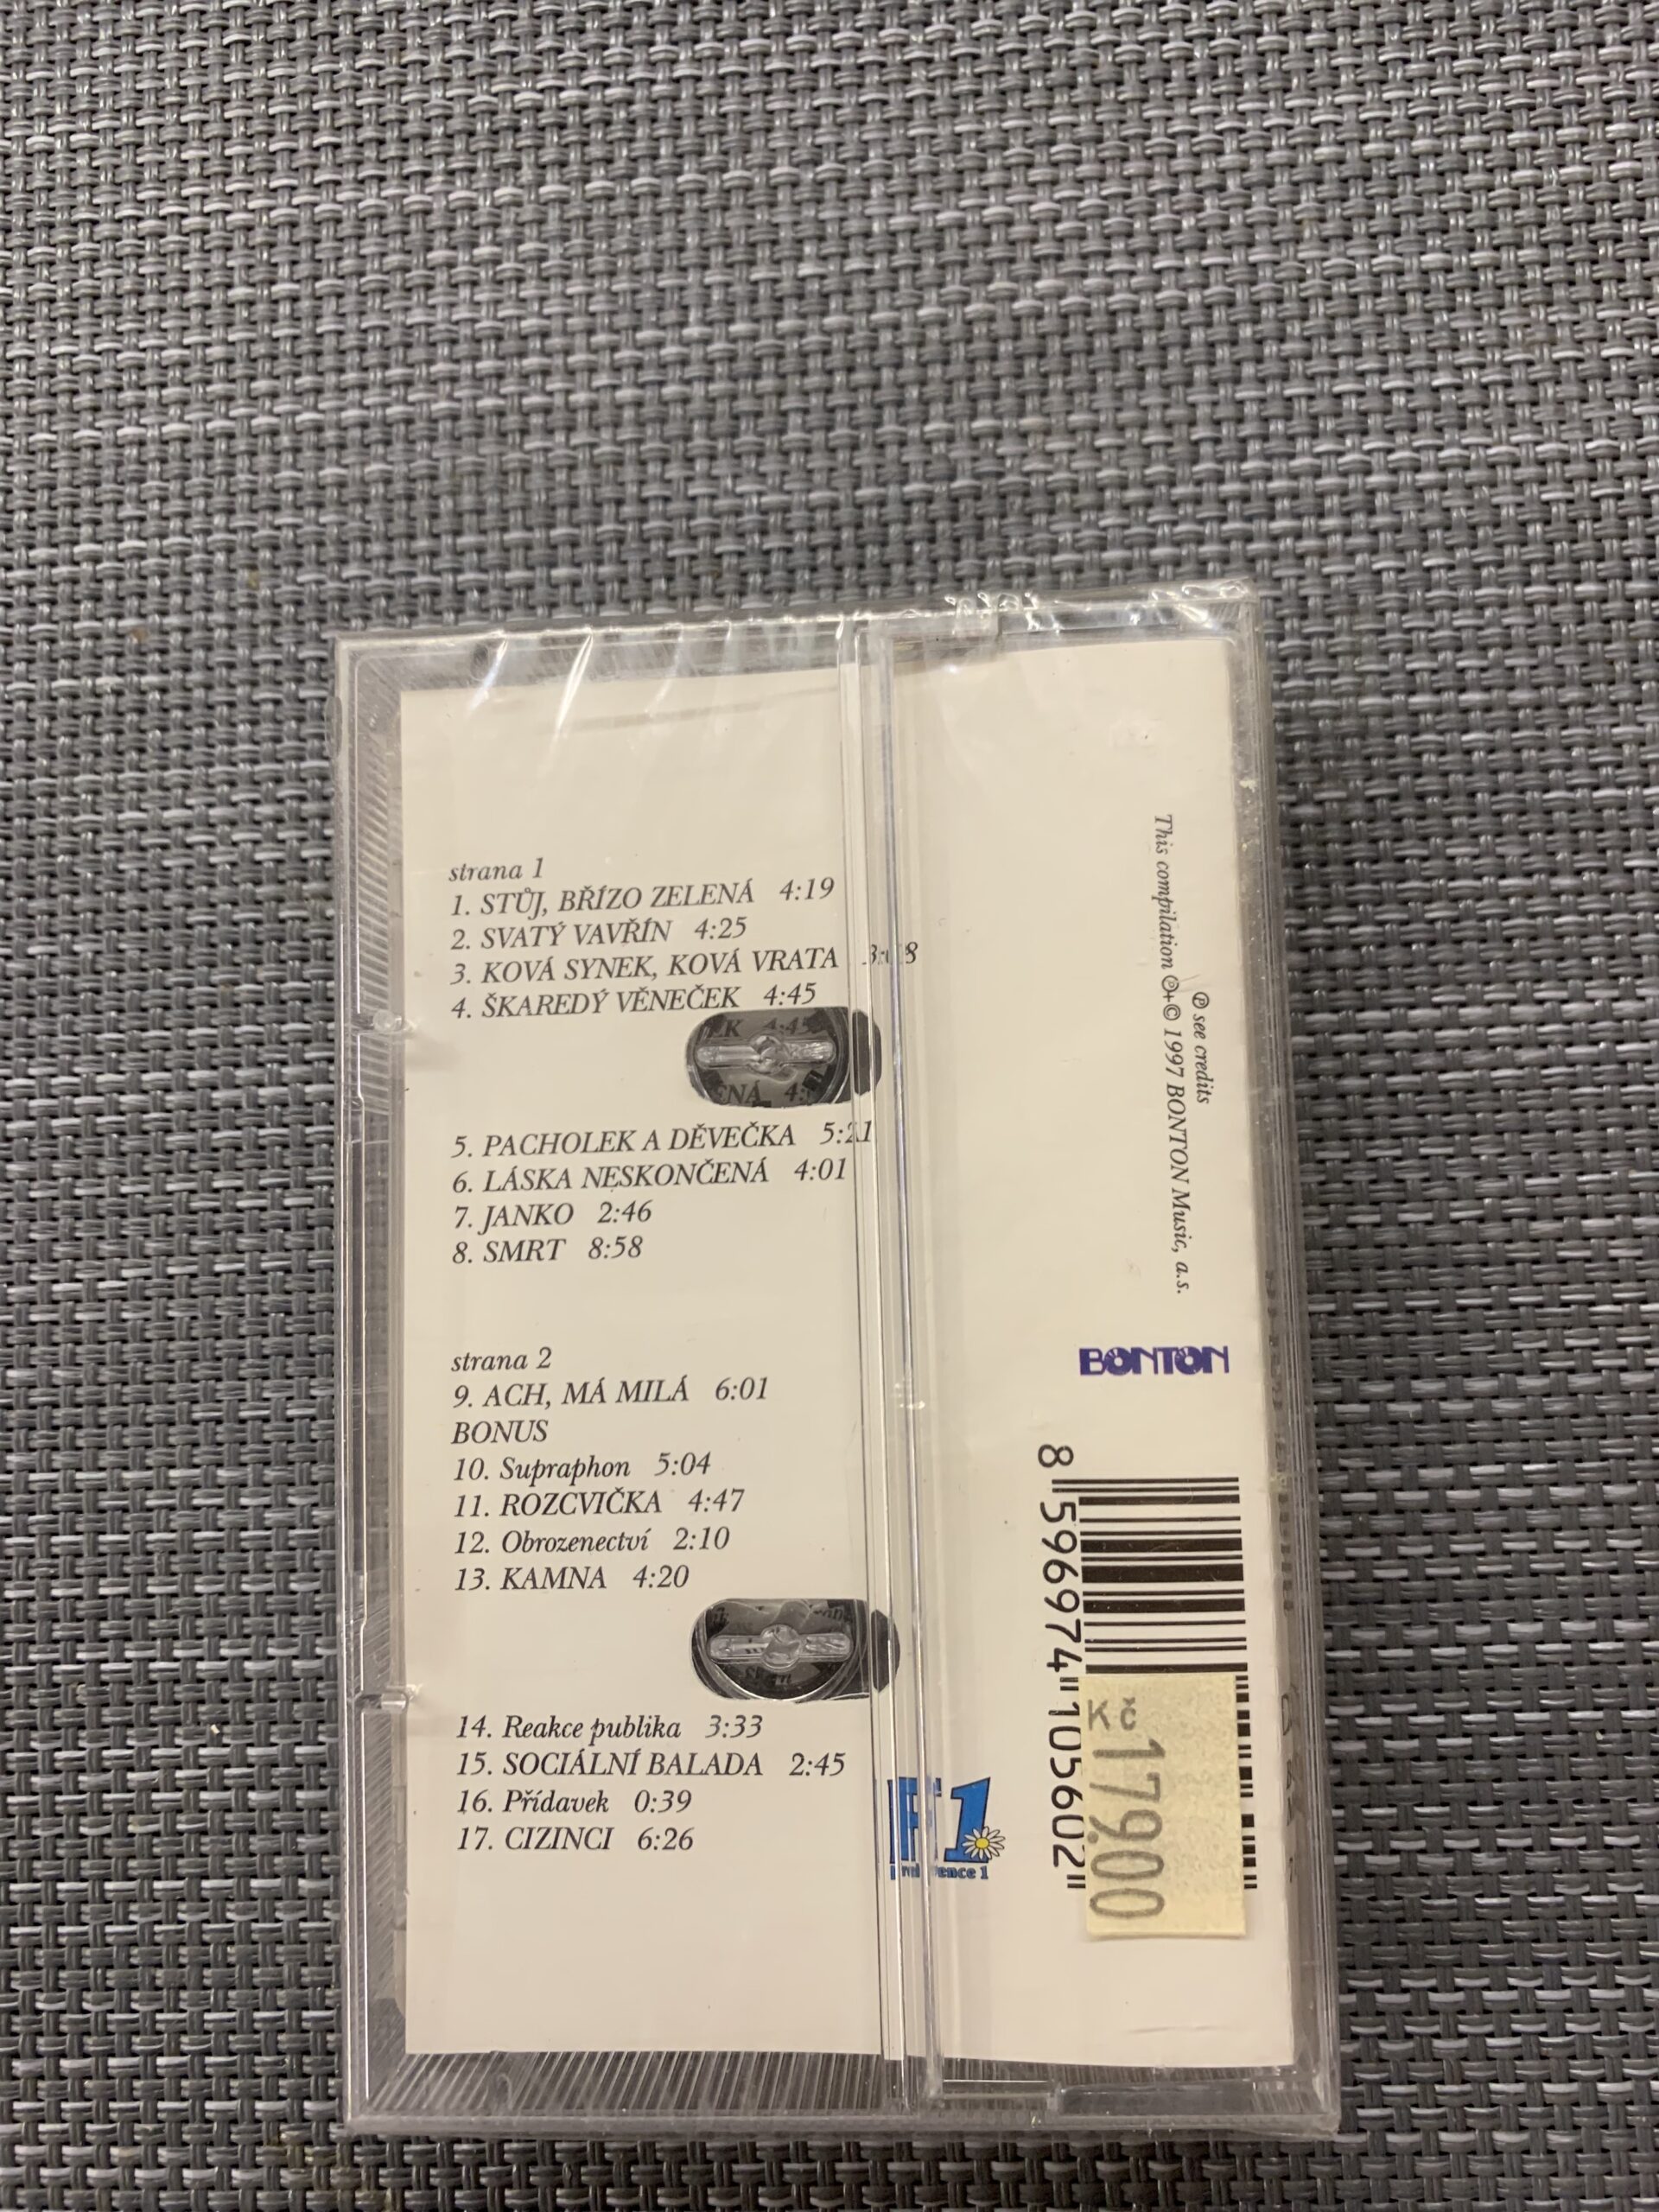 strana 1
1. STŮJ, BŘÍZO ZELENÁ 4:19
2. SVATÝ VAVŘÍN 4:25
3. KOVÁ SYNEK, KOVÁ VRATA
4. ŠKAREDÝ VĚNEČEK 4:45
5. PACHOLEK A DĚVEČKA 5:21
6. LÁSKA NESKONČENÁ 4:01
7. JANKO 2:46
8. SMRT 8:58
strana 2
9. ACH, MÁ MILÁ 6:01
BONUS
10. Supraphon 5:04
11. ROZCVIČKA 4:47
12. Obrozenectví 2:10
13. KAMNA 4:20
14. Reakce publika 3:33
15. SOCIÁLNÍ BALADA 2:45
16. Přídavek 0:39
17. CIZINCI 6:26
℗ see credits
This compilation ℗+© 1997 BONTON Music, a.s.
BONTON
8 596974 105602
Kč 179.00